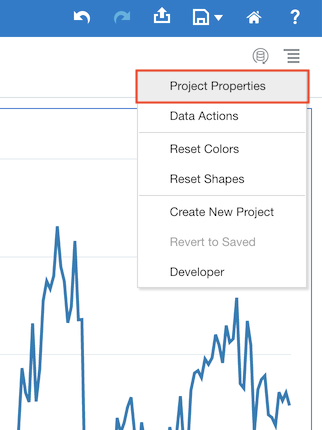 ?
Project Properties
Data Actions
Reset Colors
Reset Shapes
Create New Project
Revert to Saved
Developer